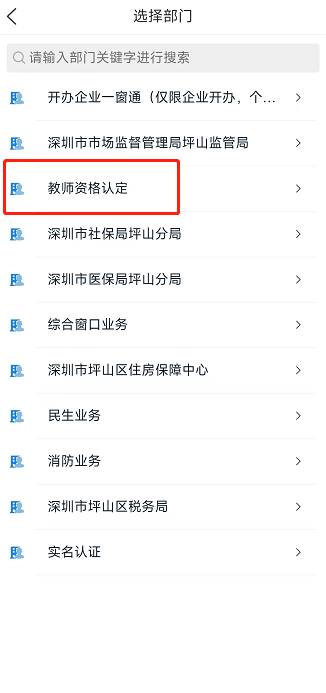 选择部门
请输入部门关键字进行搜索
开办企业一窗通（仅限企业开办，个...
深圳市市场监督管理局坪山监管局
教师资格认定
深圳市社保局坪山分局
深圳市医保局坪山分局
综合窗口业务
深圳市坪山区住房保障中心
民生业务
消防业务
深圳市坪山区税务局
实名认证